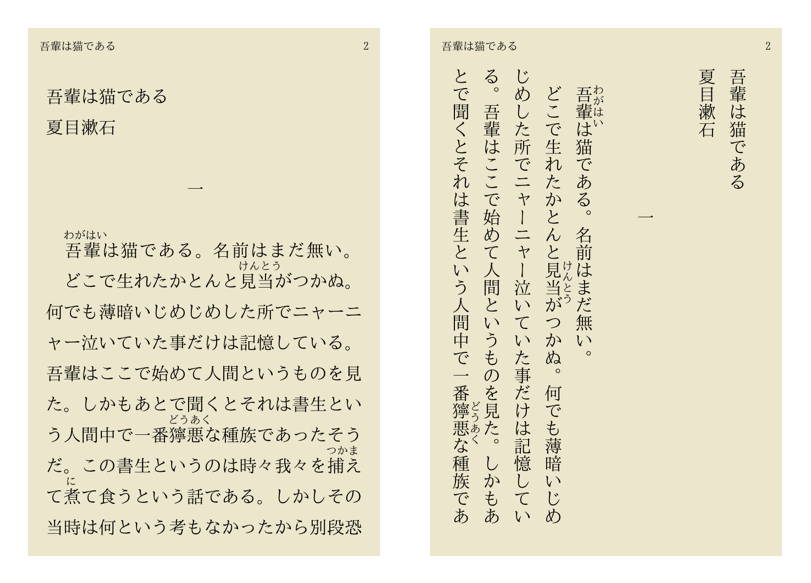 吾輩は猫である
2
吾輩は猫である
夏目漱石
一
わがはい
吾輩は猫である。名前はまだ無い。
けんとう
どこで生れたかとんと見当がつかぬ。
何でも薄暗いじめじめした所でニャーニ
ャー泣いていた事だけは記憶している。
吾輩はここで始めて人間というものを見
た。しかもあとで聞くとそれは書生とい
どうあく
う人間中で一番獰悪な種族であったそう
つかま
だ。この書生というのは時々我々を捕え
に
て煮て食うという話である。しかしその
当時は何という考もなかったから別段恐
吾輩は猫である
2
吾輩は猫である
夏目漱石
一
わがはい
吾輩は猫である。名前はまだ無い。
けんとう
どこで生れたかとんと見当がつかぬ。何でも薄暗いじめ
じめした所でニャーニャー泣いていた事だけは記憶してい
る。吾輩はここで始めて人間というものを見た。しかもあ
どうあく
とで聞くとそれは書生という人間中で一番獰悪な種族であ